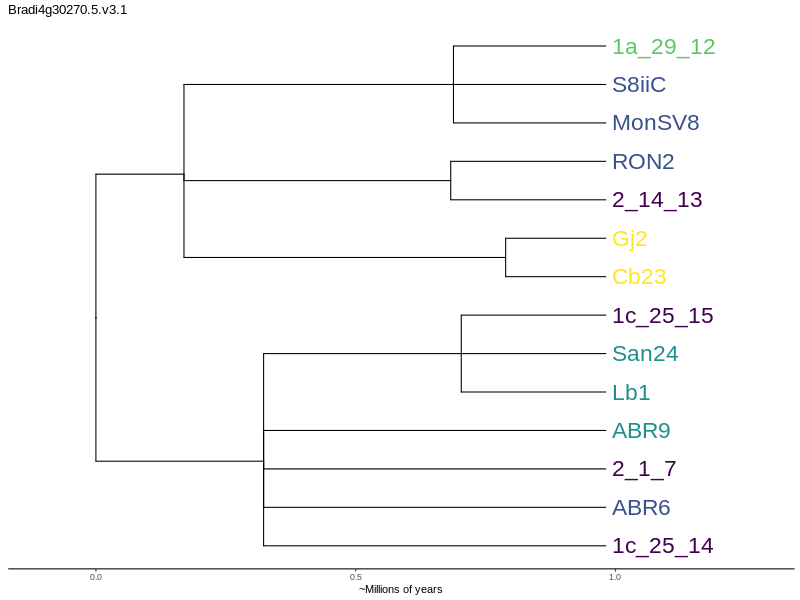 Bradi4g30270.5.v3.1
1a_29_12
S8iiC
MonSV8
RON2
2_14_13
Gj2
Cb23
1c_25_15
San24
Lb1
ABR9
2_1_7
ABR6
1c_25_14
0.0 0.5 1.0
~Millions of years